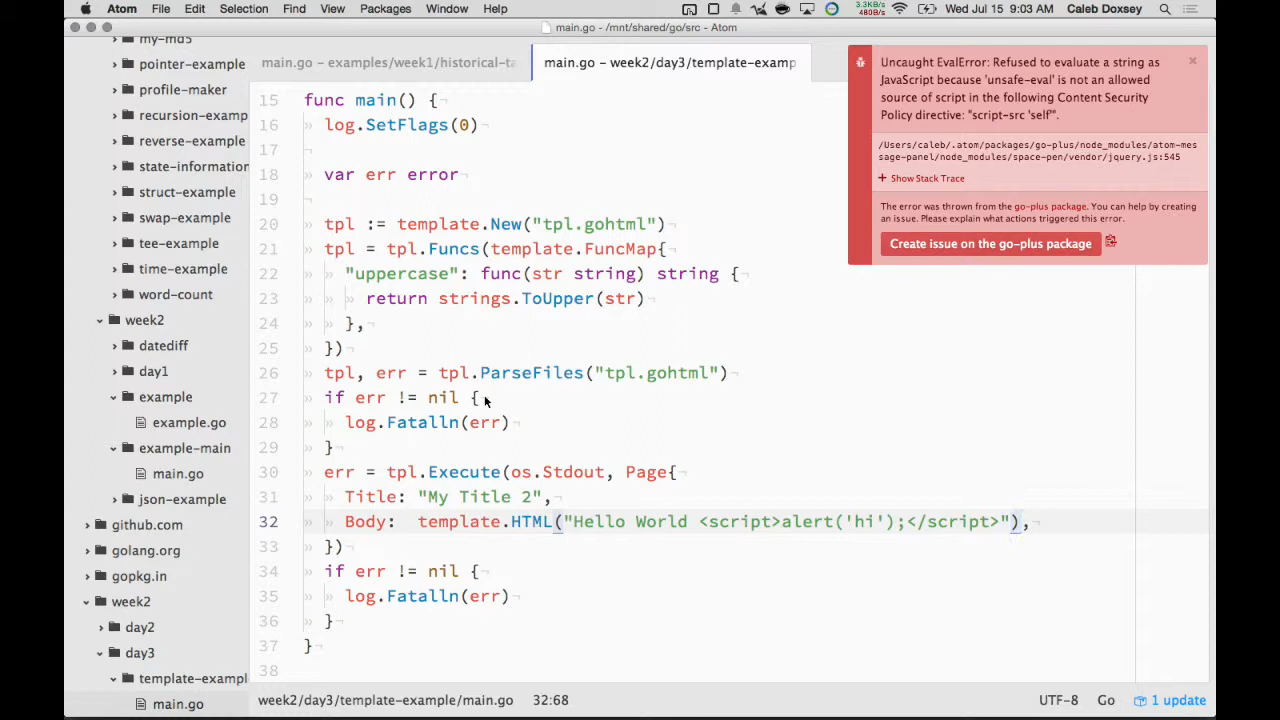 Atom File Edit Selection Find View Packages Window Help 3.3KB/s 480B/s Wed Jul 15 9:03 AM Caleb Doxsey
main.go - /mnt/shared/go/src - Atom
my-md5
pointer-example
profile-maker
recursion-examp
reverse-example
state-information
struct-example
swap-example
tee-example
time-example
word-count
week2
datediff
day1
example
example.go
example-main
main.go
json-example
github.com
golang.org
gopkg.in
week2
day2
day3
template-exampl
main.go
main.go – examples/week1/historical-ta
main.go – week2/day3/template-examp
15 func main() {¬
16 » log.SetFlags(0)¬
17 ¬
18 » var err error¬
19 ¬
20 » tpl := template.New("tpl.gohtml")¬
21 » tpl = tpl.Funcs(template.FuncMap{¬
22 » » "uppercase": func(str string) string {¬
23 » » » return strings.ToUpper(str)¬
24 » » },¬
25 » })¬
26 » tpl, err = tpl.ParseFiles("tpl.gohtml")¬
27 » if err != nil {¬
28 » » log.Fatalln(err)¬
29 » }¬
30 » err = tpl.Execute(os.Stdout, Page{¬
31 » » Title: "My Title 2",¬
32 » » Body:  template.HTML("Hello World <script>alert('hi');</script>"),¬
33 » })¬
34 » if err != nil {¬
35 » » log.Fatalln(err)¬
36 » }¬
37 }¬
38
Uncaught EvalError: Refused to evaluate a string as
JavaScript because 'unsafe-eval' is not an allowed
source of script in the following Content Security
Policy directive: "script-src 'self'".
/Users/caleb/.atom/packages/go-plus/node_modules/atom-mes
sage-panel/node_modules/space-pen/vendor/jquery.js:545
+ Show Stack Trace
The error was thrown from the go-plus package. You can help by creating
an issue. Please explain what actions triggered this error.
Create issue on the go-plus package
week2/day3/template-example/main.go 32:68 UTF-8 Go 1 update